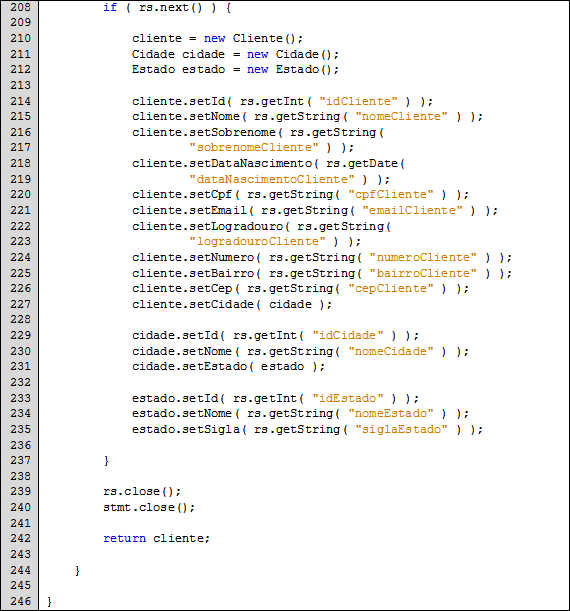 208         if ( rs.next() ) {
209
210             cliente = new Cliente();
211             Cidade cidade = new Cidade();
212             Estado estado = new Estado();
213
214             cliente.setId( rs.getInt( "idCliente" ) );
215             cliente.setNome( rs.getString( "nomeCliente" ) );
216             cliente.setSobrenome( rs.getString(
217                     "sobrenomeCliente" ) );
218             cliente.setDataNascimento( rs.getDate(
219                     "dataNascimentoCliente" ) );
220             cliente.setCpf( rs.getString( "cpfCliente" ) );
221             cliente.setEmail( rs.getString( "emailCliente" ) );
222             cliente.setLogradouro( rs.getString(
223                     "logradouroCliente" ) );
224             cliente.setNumero( rs.getString( "numeroCliente" ) );
225             cliente.setBairro( rs.getString( "bairroCliente" ) );
226             cliente.setCep( rs.getString( "cepCliente" ) );
227             cliente.setCidade( cidade );
228
229             cidade.setId( rs.getInt( "idCidade" ) );
230             cidade.setNome( rs.getString( "nomeCidade" ) );
231             cidade.setEstado( estado );
232
233             estado.setId( rs.getInt( "idEstado" ) );
234             estado.setNome( rs.getString( "nomeEstado" ) );
235             estado.setSigla( rs.getString( "siglaEstado" ) );
236
237         }
238
239         rs.close();
240         stmt.close();
241
242         return cliente;
243
244     }
245
246 }